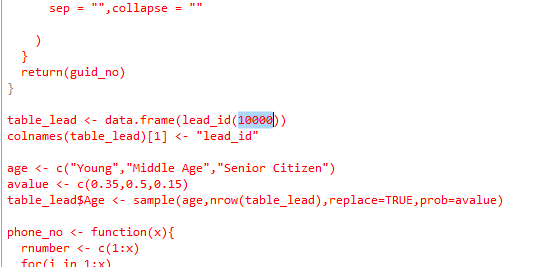 sep = "",collapse = ""
)
}
return(guid_no)
}
table_lead <- data.frame(lead_id(10000))
colnames(table_lead)[1] <- "lead_id"
age <- c("Young","Middle Age","Senior Citizen")
avalue <- c(0.35,0.5,0.15)
table_lead$Age <- sample(age,nrow(table_lead),replace=TRUE,prob=avalue)
phone_no <- function(x){
rnumber <- c(1:x)
for(i in 1:x)